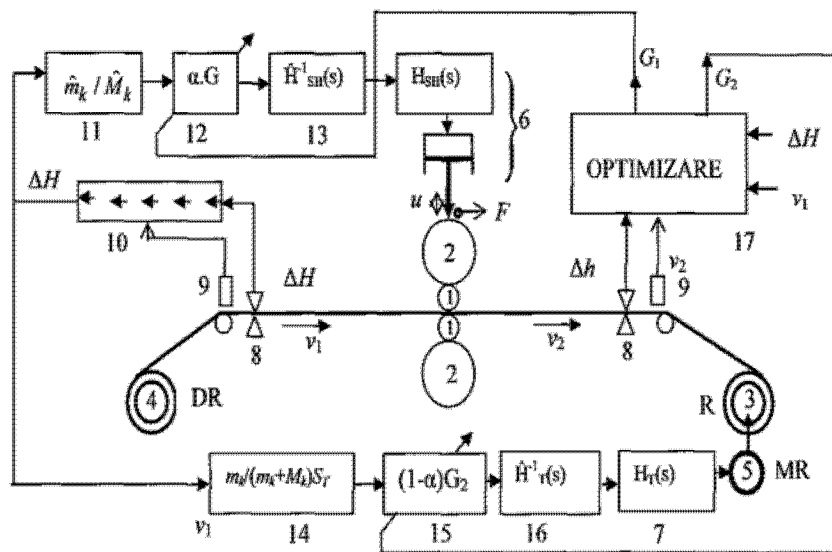 G₁
G₂
m̂ₖ / M̂ₖ
α.G
Ĥ⁻¹SH(s)
HSH(s)
11
12
13
6
ΔH
OPTIMIZARE
ΔH
v₁
17
10
u
F
2
9
ΔH
Δh
v₂
9
1
1
8
v₁
v₂
8
2
4
DR
R
3
mₖ/(mₖ+Mₖ)Sᴛ
(1-α)G₂
Ĥ⁻¹T(s)
HT(s)
5
MR
v₁
14
15
16
7